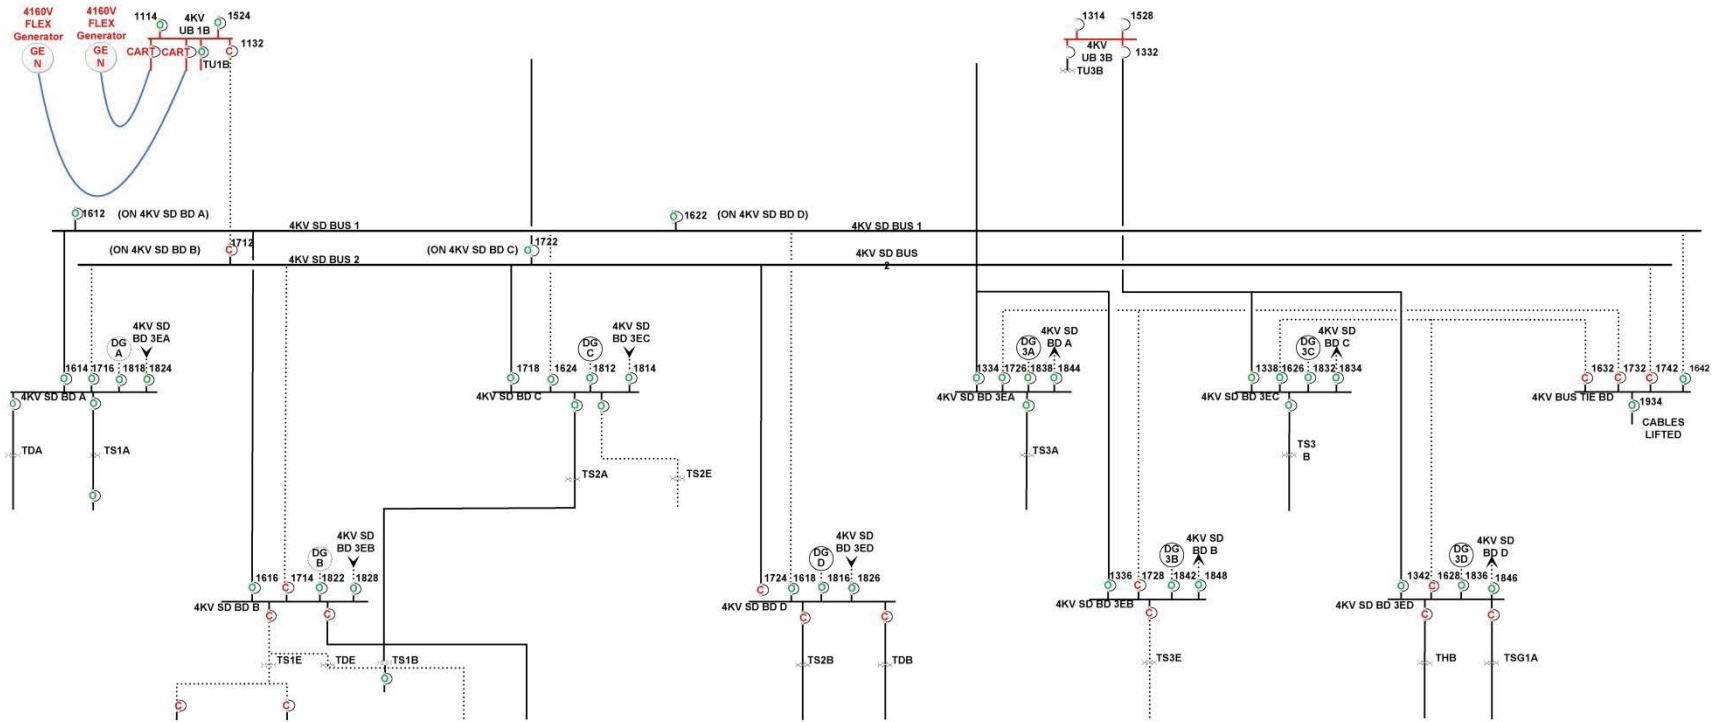 4160V
FLEX
Generator
GE
N
4160V
FLEX
Generator
GE
N
1114
O
4KV
UB 1B
1524
O
CART
CART
O
C
1132
TU1B
1314
1528
4KV
UB 3B
1332
TU3B
O
1612
(ON 4KV SD BD A)
O
1622
(ON 4KV SD BD D)
4KV SD BUS 1
4KV SD BUS 1
(ON 4KV SD BD B)
C
1712
(ON 4KV SD BD C)
O
1722
4KV SD BUS 2
4KV SD BUS
2
DG
A
4KV SD
BD 3EA
O
1614
O
1716
O
1818
O
1824
4KV SD BD A
O
O
TDA
TS1A
O
DG
C
4KV SD
BD 3EC
O
1718
O
1624
O
1812
O
1814
4KV SD BD C
O
O
TS2A
TS2E
DG
3A
4KV SD
BD A
O
1334
O
1726
O
1838
O
1844
4KV SD BD 3EA
O
TS3A
DG
3C
4KV SD
BD C
O
1338
O
1626
O
1832
O
1834
4KV SD BD 3EC
O
TS3
B
C
1632
C
1732
C
1742
O
1642
4KV BUS TIE BD
O
1934
CABLES
LIFTED
DG
B
4KV SD
BD 3EB
O
1616
C
1714
O
1822
O
1828
4KV SD BD B
C
C
TS1E
TDE
TS1B
O
C
C
DG
D
4KV SD
BD 3ED
C
1724
O
1618
O
1816
O
1826
4KV SD BD D
C
C
TS2B
TDB
DG
3B
4KV SD
BD B
O
1336
C
1728
O
1842
O
1848
4KV SD BD 3EB
C
TS3E
DG
3D
4KV SD
BD D
O
1342
C
1628
O
1836
O
1846
4KV SD BD 3ED
C
C
THB
TSG1A